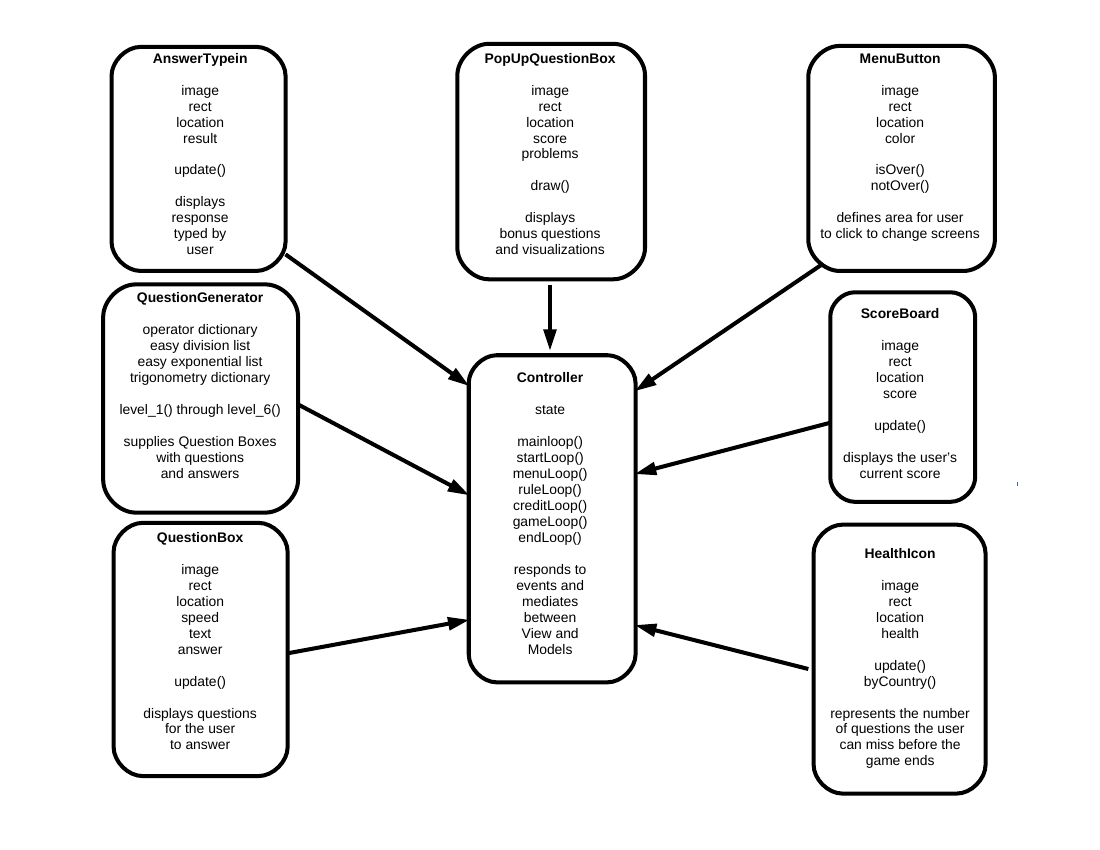 AnswerTypein
image
rect
location
result
update()
displays
response
typed by
user
PopUpQuestionBox
image
rect
location
score
problems
draw()
displays
bonus questions
and visualizations
MenuButton
image
rect
location
color
isOver()
notOver()
defines area for user
to click to change screens
QuestionGenerator
operator dictionary
easy division list
easy exponential list
trigonometry dictionary
level_1() through level_6()
supplies Question Boxes
with questions
and answers
Controller
state
mainloop()
startLoop()
menuLoop()
ruleLoop()
creditLoop()
gameLoop()
endLoop()
responds to
events and
mediates
between
View and
Models
ScoreBoard
image
rect
location
score
update()
displays the user's
current score
QuestionBox
image
rect
location
speed
text
answer
update()
displays questions
for the user
to answer
HealthIcon
image
rect
location
health
update()
byCountry()
represents the number
of questions the user
can miss before the
game ends